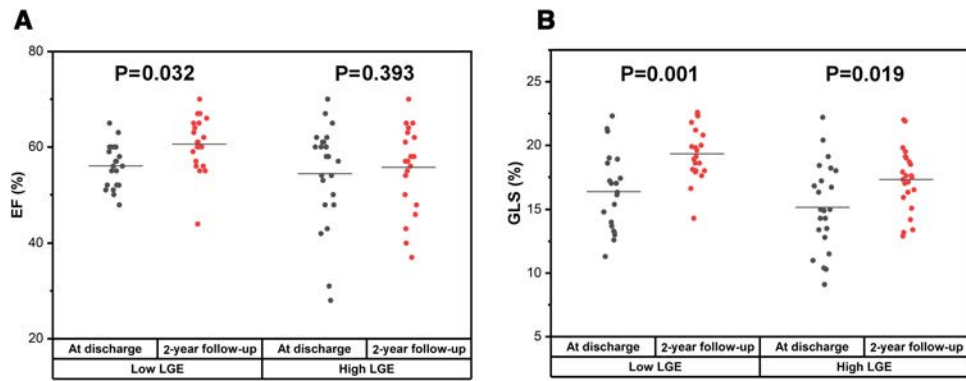 A
EF (%)
80
60
40
20
P=0.032
P=0.393
At discharge
2-year follow-up
At discharge
2-year follow-up
Low LGE
High LGE
B
GLS (%)
25
20
15
10
5
P=0.001
P=0.019
At discharge
2-year follow-up
At discharge
2-year follow-up
Low LGE
High LGE